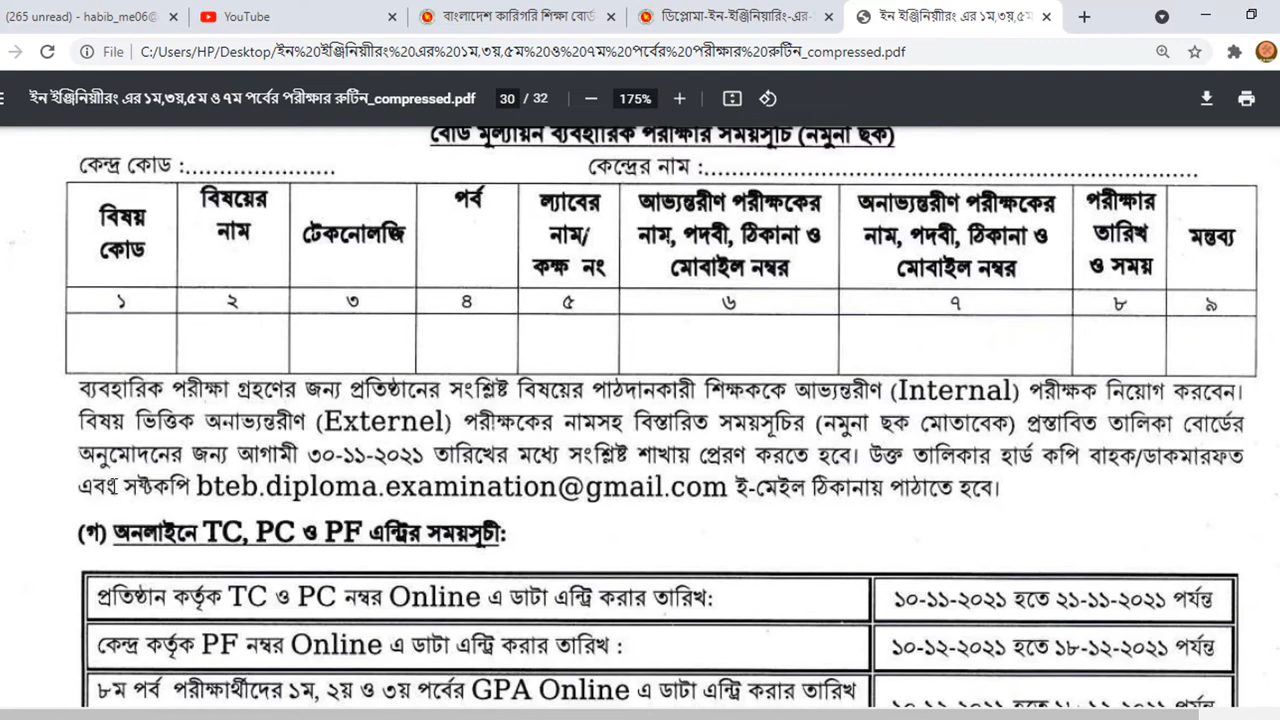 (265 unread) - habib_me06@
YouTube
বাংলাদেশ কারিগরি শিক্ষা বোর্ড
ডিপ্লোমা-ইন-ইঞ্জিনিয়ারিং-এর-
ইন ইঞ্জিনিয়ীরং এর ১ম,৩য়,৫ম
File C:/Users/HP/Desktop/ইন%20ইঞ্জিনিয়ীরং%20এর%20১ম,৩য়,৫ম%20ও%20৭ম%20পর্বের%20পরীক্ষার%20রুটিন_compressed.pdf
ইন ইঞ্জিনিয়ীরং এর ১ম,৩য়,৫ম ও ৭ম পর্বের পরীক্ষার রুটিন_compressed.pdf 30 / 32 175%
বোর্ড মূল্যায়ন ব্যবহারিক পরীক্ষার সময়সূচি (নমুনা ছক)
কেন্দ্র কোড :...................... কেন্দ্রের নাম :..........................................................................................
বিষয় কোড
বিষয়ের নাম
টেকনোলজি
পর্ব
ল্যাবের নাম/ কক্ষ নং
আভ্যন্তরীণ পরীক্ষকের নাম, পদবী, ঠিকানা ও মোবাইল নম্বর
অনাভ্যন্তরীণ পরীক্ষকের নাম, পদবী, ঠিকানা ও মোবাইল নম্বর
পরীক্ষার তারিখ ও সময়
মন্তব্য
১ ২ ৩ ৪ ৫ ৬ ৭ ৮ ৯
ব্যবহারিক পরীক্ষা গ্রহণের জন্য প্রতিষ্ঠানের সংশ্লিষ্ট বিষয়ের পাঠদানকারী শিক্ষককে আভ্যন্তরীণ (Internal) পরীক্ষক নিয়োগ করবেন।
বিষয় ভিত্তিক অনাভ্যন্তরীণ (Externel) পরীক্ষকের নামসহ বিস্তারিত সময়সূচির (নমুনা ছক মোতাবেক) প্রস্তাবিত তালিকা বোর্ডের
অনুমোদনের জন্য আগামী ৩০-১১-২০২১ তারিখের মধ্যে সংশ্লিষ্ট শাখায় প্রেরণ করতে হবে। উক্ত তালিকার হার্ড কপি বাহক/ডাকমারফত
এবং সফ্টকপি bteb.diploma.examination@gmail.com ই-মেইল ঠিকানায় পাঠাতে হবে।
(গ) অনলাইনে TC, PC ও PF এন্ট্রির সময়সূচী:
প্রতিষ্ঠান কর্তৃক TC ও PC নম্বর Online এ ডাটা এন্ট্রি করার তারিখ: ১০-১১-২০২১ হতে ২১-১১-২০২১ পর্যন্ত
কেন্দ্র কর্তৃক PF নম্বর Online এ ডাটা এন্ট্রি করার তারিখ : ১০-১২-২০২১ হতে ১৮-১২-২০২১ পর্যন্ত
৮ম পর্ব পরীক্ষার্থীদের ১ম, ২য় ও ৩য় পর্বের GPA Online এ ডাটা এন্ট্রি করার তারিখ